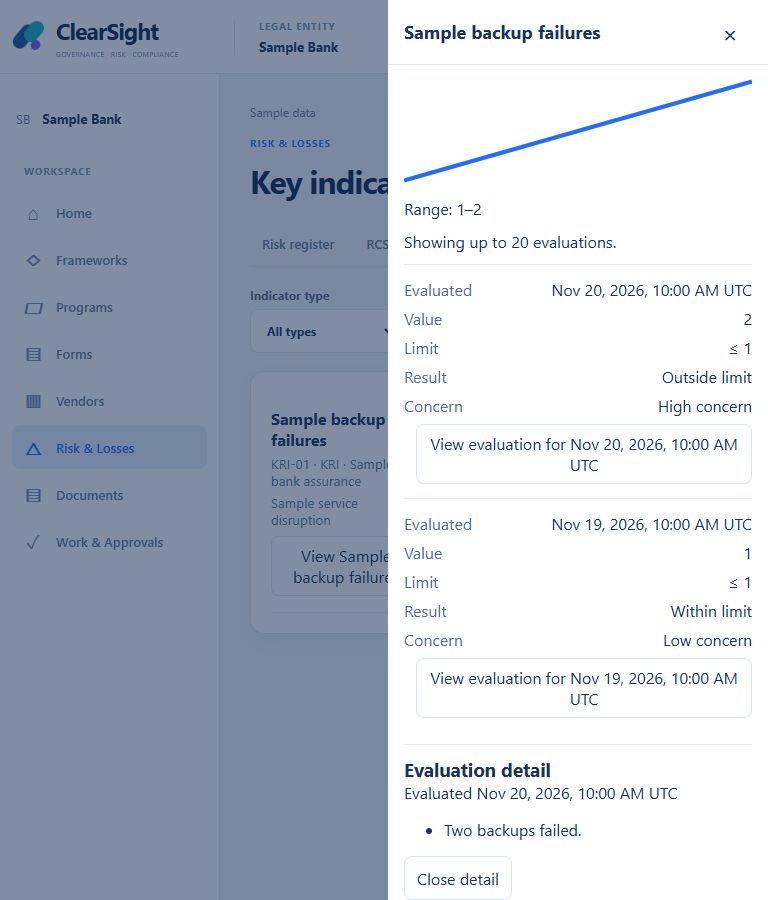 ClearSight
GOVERNANCE · RISK · COMPLIANCE
LEGAL ENTITY
Sample Bank
SB Sample Bank
WORKSPACE
Home
Frameworks
Programs
Forms
Vendors
Risk & Losses
Documents
Work & Approvals
Sample data
RISK & LOSSES
Key indica
Risk register RCS
Indicator type
All types
Sample backup
failures
KRI-01 · KRI · Sample
bank assurance
Sample service
disruption
View Sample
backup failure
Sample backup failures
×
Range: 1–2
Showing up to 20 evaluations.
Evaluated Nov 20, 2026, 10:00 AM UTC
Value 2
Limit ≤ 1
Result Outside limit
Concern High concern
View evaluation for Nov 20, 2026, 10:00 AM
UTC
Evaluated Nov 19, 2026, 10:00 AM UTC
Value 1
Limit ≤ 1
Result Within limit
Concern Low concern
View evaluation for Nov 19, 2026, 10:00 AM
UTC
Evaluation detail
Evaluated Nov 20, 2026, 10:00 AM UTC
• Two backups failed.
Close detail